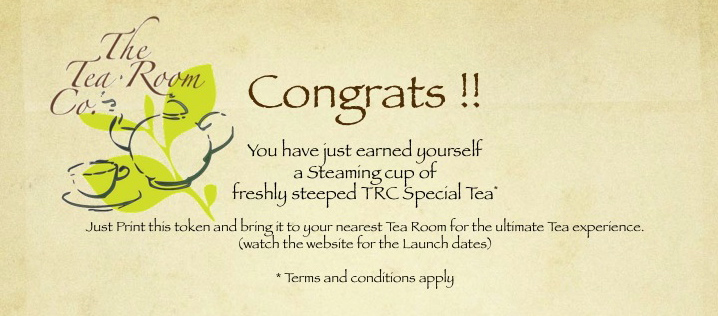 The
Tea · Room
Co.
Congrats !!
You have just earned yourself
a Steaming cup of
freshly steeped TRC Special Tea*
Just Print this token and bring it to your nearest Tea Room for the ultimate Tea experience.
(watch the website for the Launch dates)
* Terms and conditions apply